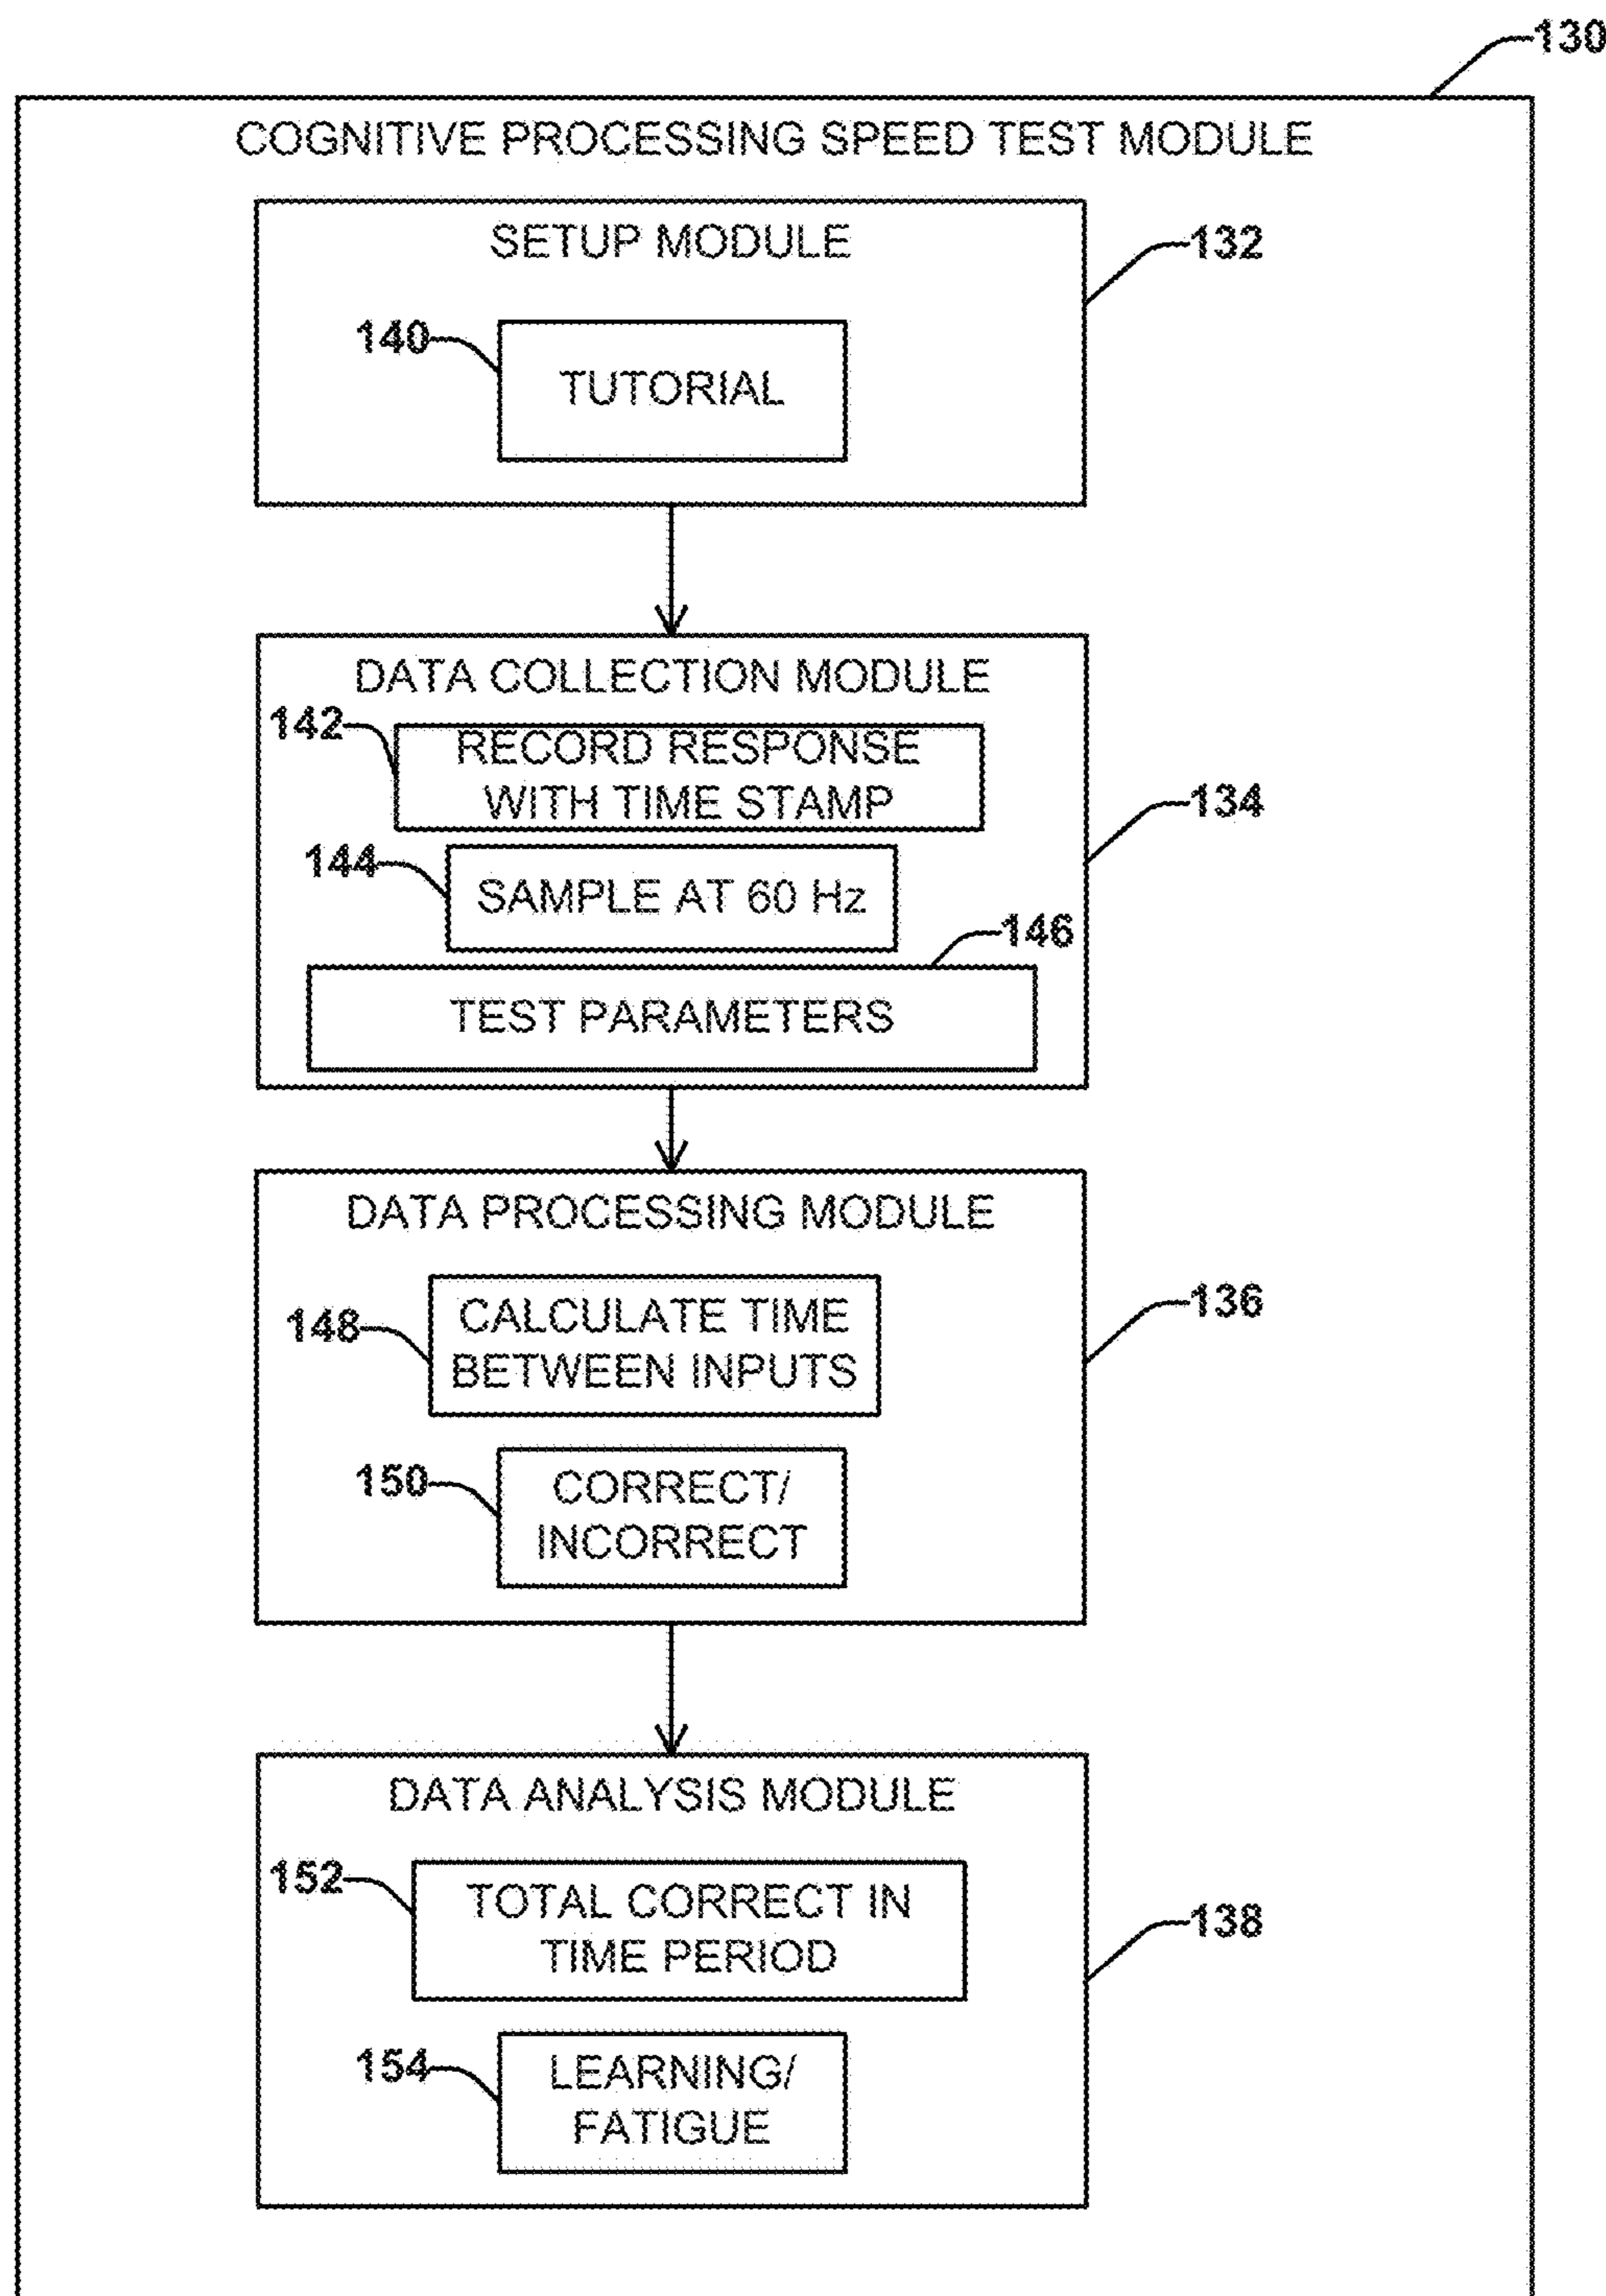 130
COGNITIVE PROCESSING SPEED TEST MODULE
SETUP MODULE
132
140
TUTORIAL
DATA COLLECTION MODULE
142
RECORD RESPONSE
WITH TIME STAMP
134
144
SAMPLE AT 60 Hz
146
TEST PARAMETERS
DATA PROCESSING MODULE
136
148
CALCULATE TIME
BETWEEN INPUTS
150
CORRECT/
INCORRECT
DATA ANALYSIS MODULE
152
TOTAL CORRECT IN
TIME PERIOD
138
154
LEARNING/
FATIGUE